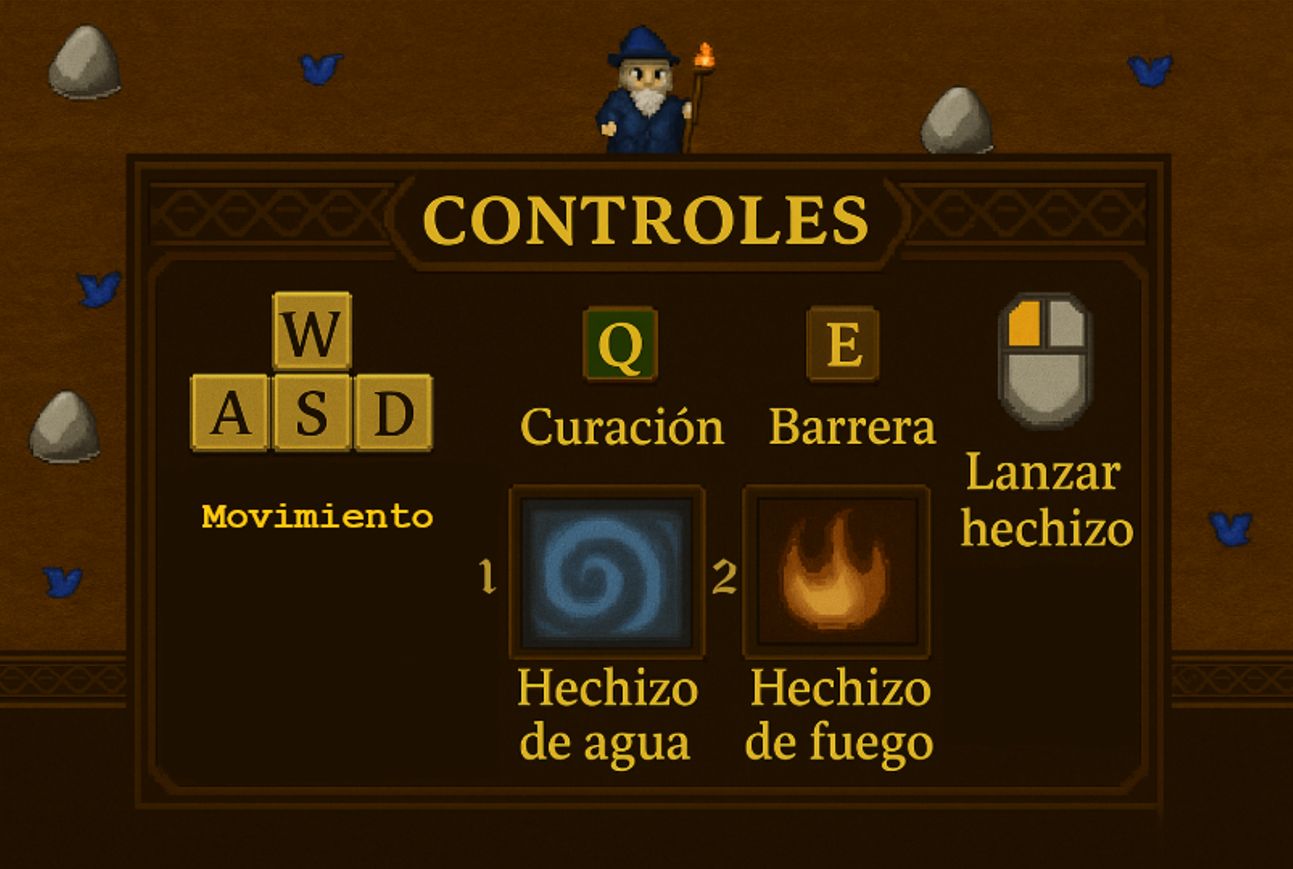 CONTROLES
W
A S D
Movimiento
Q
Curación
E
Barrera
Lanzar
hechizo
1
Hechizo
de agua
2
Hechizo
de fuego